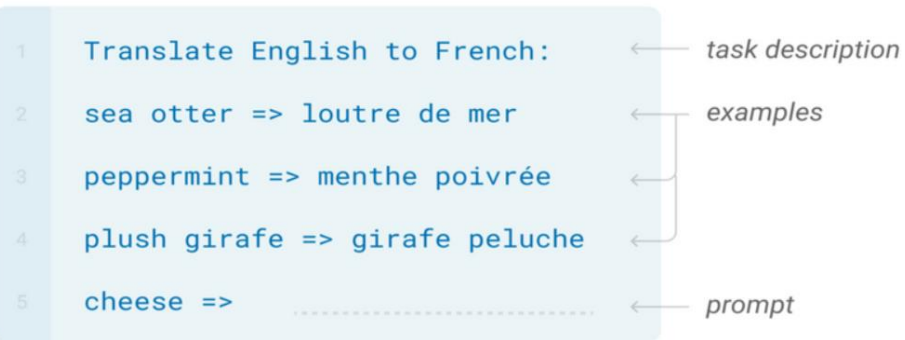 1 Translate English to French: task description
2 sea otter => loutre de mer examples
3 peppermint => menthe poivrée
4 plush girafe => girafe peluche
5 cheese => prompt